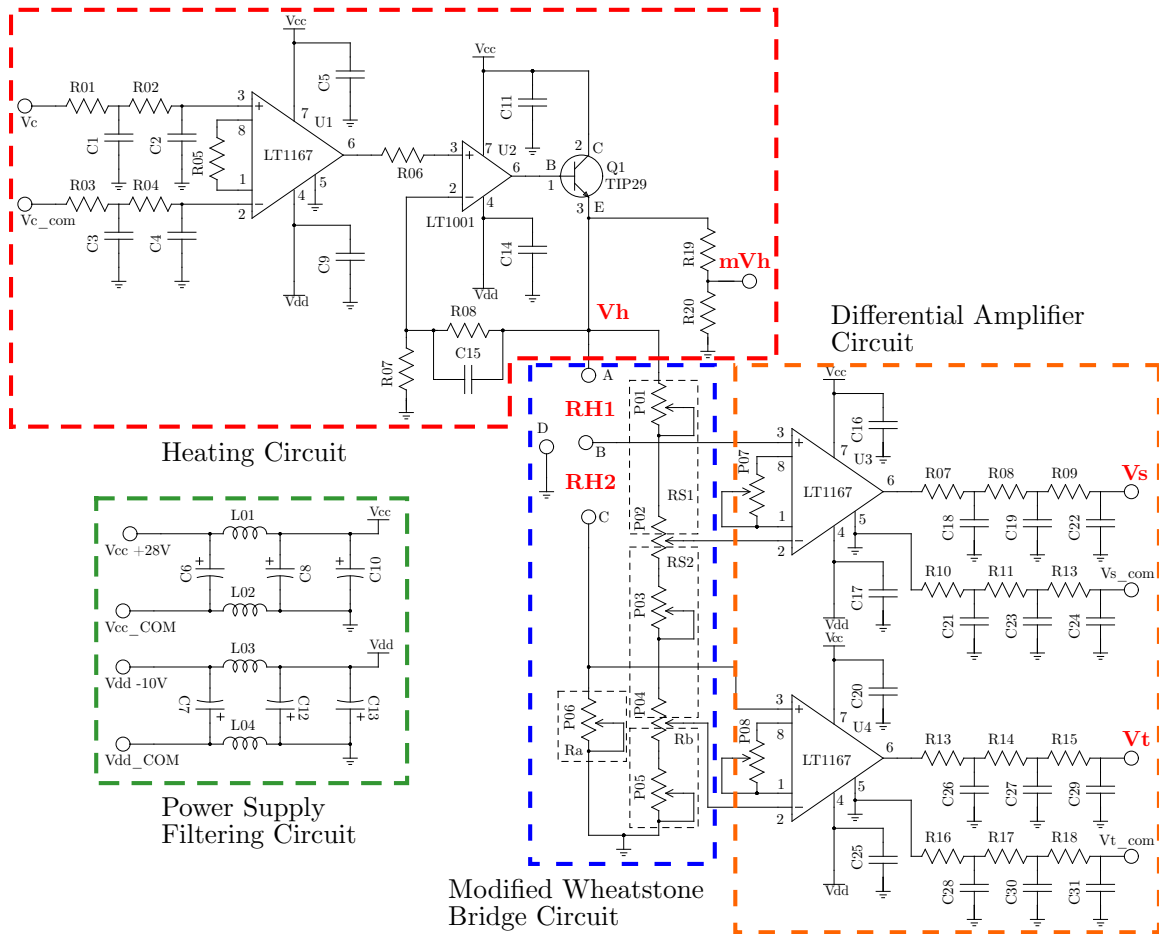 Vcc
C5
R01
R02
Vc
C1
C2
3
+
8
R05
7
U1
LT1167
6
5
4
1
−
2
R03
R04
Vc_com
C3
C4
C9
Vdd
R06
Vcc
C11
3
+
7
U2
6
2
−
4
LT1001
C14
Vdd
2
C
B
1
Q1
TIP29
3
E
R19
mVh
R20
Vh
R08
C15
R07
Heating Circuit
Differential Amplifier
Circuit
A
RH1
D
B
RH2
C
P01
RS1
P02
RS2
P03
P04
P06
Ra
Rb
P05
Modified Wheatstone
Bridge Circuit
Vcc
C16
3
+
7
U3
8
P07
LT1167
6
1
5
4
−
2
C17
Vdd
R07
R08
R09
Vs
C18
C19
C22
R10
R11
R13
Vs_com
C21
C23
C24
Vcc
C20
3
+
7
U4
8
P08
LT1167
6
1
5
4
−
2
C25
Vdd
R13
R14
R15
Vt
C26
C27
C29
R16
R17
R18
Vt_com
C28
C30
C31
L01
Vcc
Vcc +28V
+
C6
+
C8
+
C10
L02
Vcc_COM
L03
Vdd
Vdd -10V
C7
+
C12
+
C13
+
L04
Vdd_COM
Power Supply
Filtering Circuit